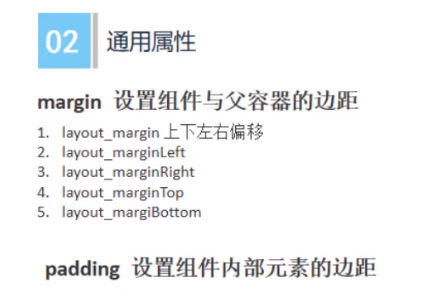 02 通用属性
margin 设置组件与父容器的边距
1. layout_margin 上下左右偏移
2. layout_marginLeft
3. layout_marginRight
4. layout_marginTop
5. layout_margiBottom
padding 设置组件内部元素的边距